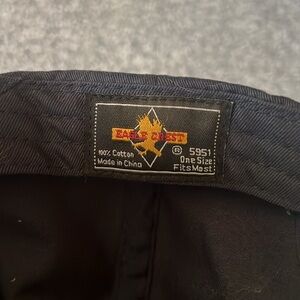 EAGLE CREST
100% Cotton
Made in China
® 5951
One Size
Fits Most